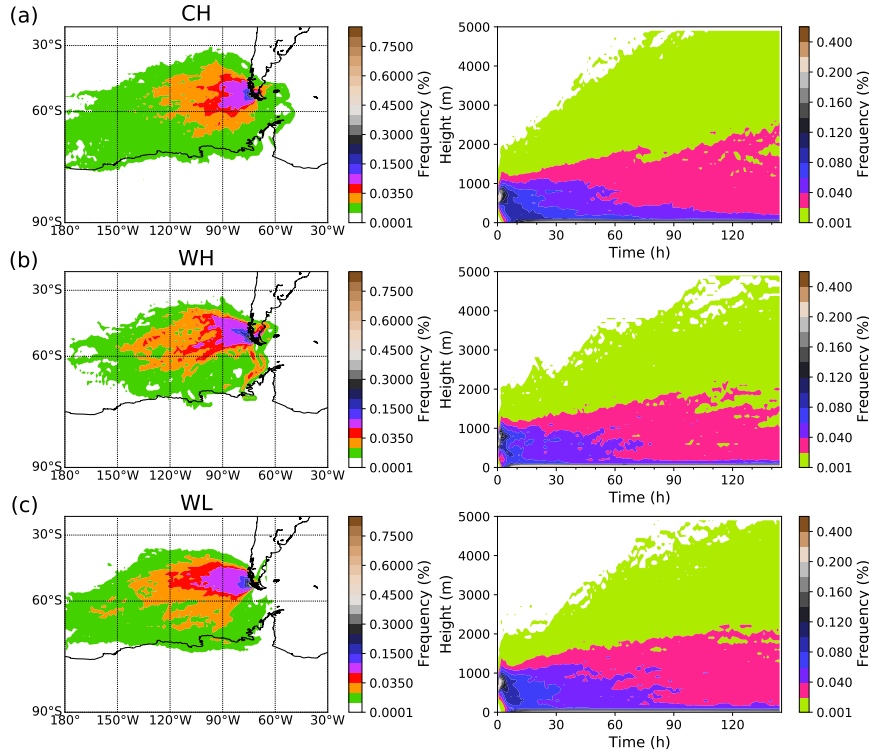 (a)
CH
30°S
60°S
90°S
180°
150°W
120°W
90°W
60°W
30°W
0.7500
0.6000
0.4500
0.3000
0.1500
0.0350
0.0001
Frequency (%)
5000
4000
3000
2000
1000
0
Height (m)
0
30
60
90
120
Time (h)
0.400
0.200
0.160
0.120
0.080
0.040
0.001
Frequency (%)
(b)
WH
30°S
60°S
90°S
180°
150°W
120°W
90°W
60°W
30°W
0.7500
0.6000
0.4500
0.3000
0.1500
0.0350
0.0001
Frequency (%)
5000
4000
3000
2000
1000
0
Height (m)
0
30
60
90
120
Time (h)
0.400
0.200
0.160
0.120
0.080
0.040
0.001
Frequency (%)
(c)
WL
30°S
60°S
90°S
180°
150°W
120°W
90°W
60°W
30°W
0.7500
0.6000
0.4500
0.3000
0.1500
0.0350
0.0001
Frequency (%)
5000
4000
3000
2000
1000
0
Height (m)
0
30
60
90
120
Time (h)
0.400
0.200
0.160
0.120
0.080
0.040
0.001
Frequency (%)